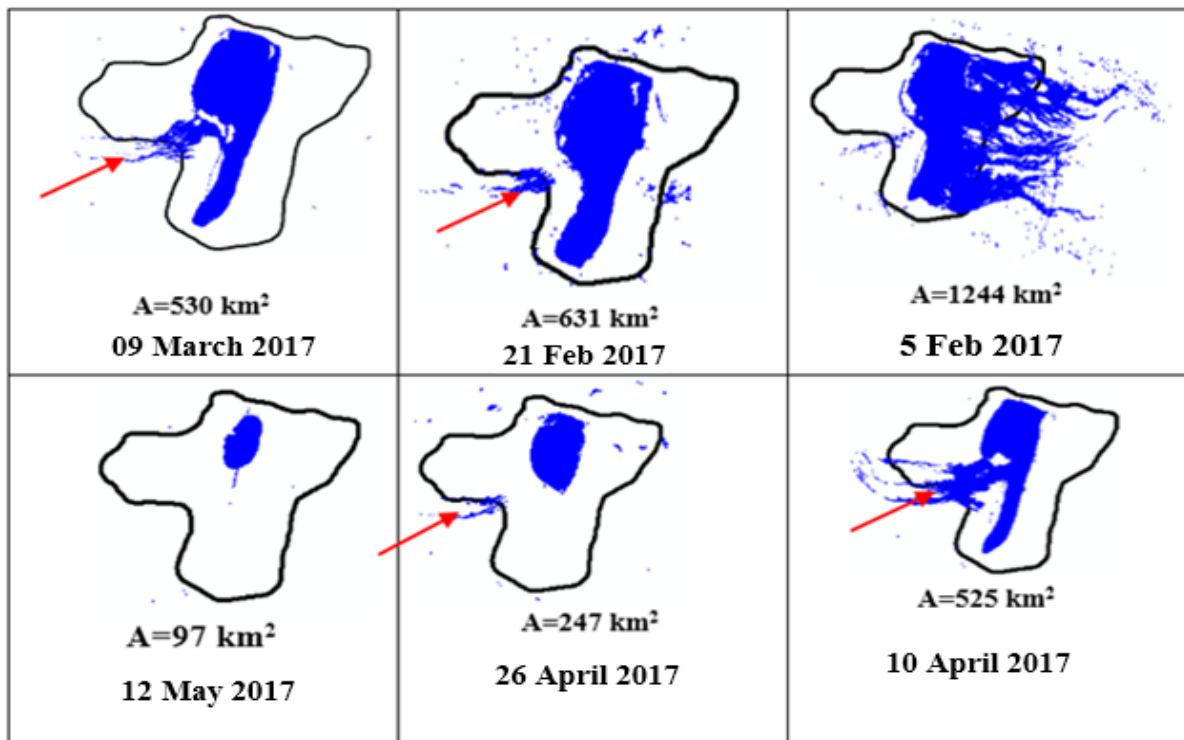 A=530 km²
09 March 2017
A=631 km²
21 Feb 2017
A=1244 km²
5 Feb 2017
A=97 km²
12 May 2017
A=247 km²
26 April 2017
A=525 km²
10 April 2017